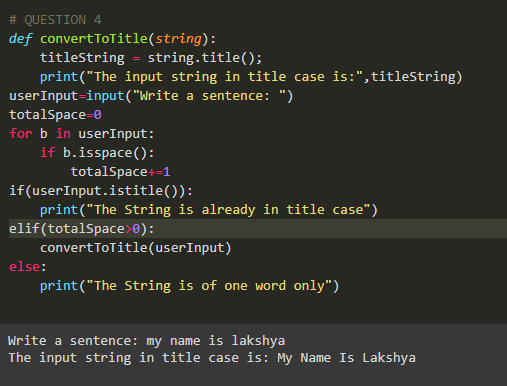 # QUESTION 4
def convertToTitle(string):
    titleString = string.title();
    print("The input string in title case is:",titleString)
userInput=input("Write a sentence: ")
totalSpace=0
for b in userInput:
    if b.isspace():
        totalSpace+=1
if(userInput.istitle()):
    print("The String is already in title case")
elif(totalSpace>0):
    convertToTitle(userInput)
else:
    print("The String is of one word only")
Write a sentence: my name is lakshya
The input string in title case is: My Name Is Lakshya